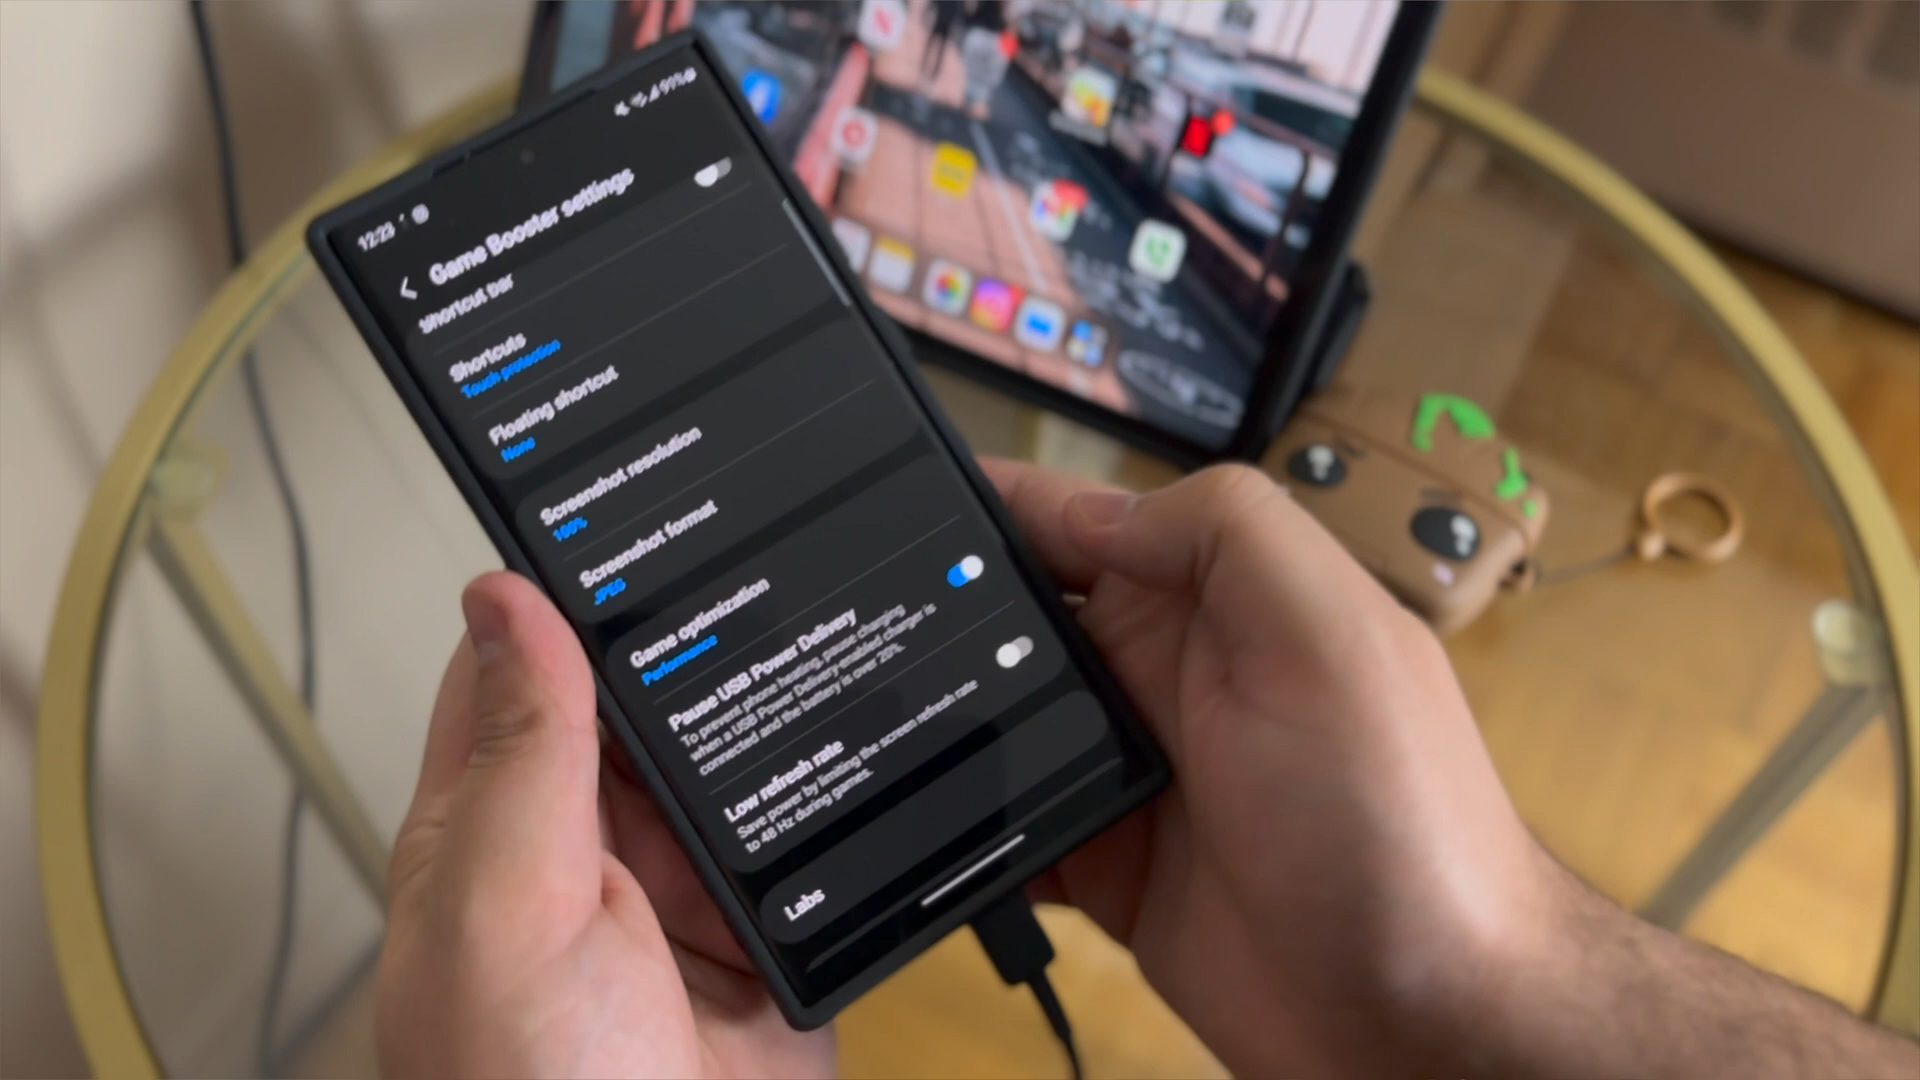 12:23
91%
Game Booster settings
Shortcut bar
Shortcuts
Touch protection
Floating shortcut
None
Screenshot resolution
100%
Screenshot format
JPEG
Game optimization
Performance
Pause USB Power Delivery
To prevent phone heating, pause charging
when a USB Power Delivery-enabled charger is
connected and the battery is over 20%.
Low refresh rate
Save power by limiting the screen refresh rate
to 48 Hz during games.
Labs